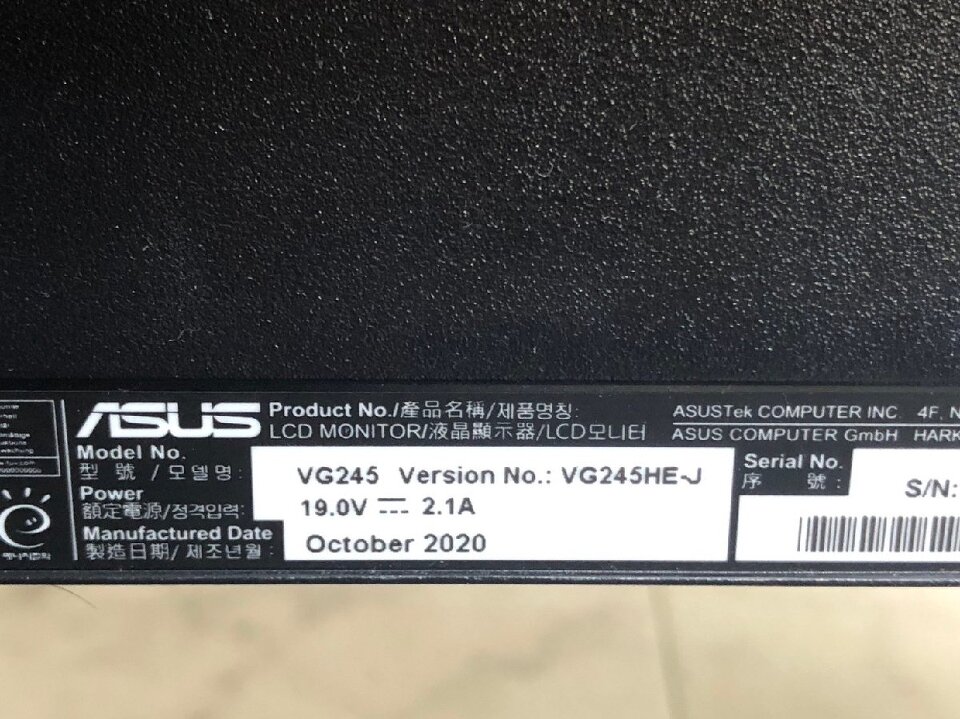 ASUS
Product No./產品名稱/제품명칭:
LCD MONITOR/液晶顯示器/LCD모니터
Model No.
型 號 / 모델명:
VG245 Version No.: VG245HE-J
Power
額定電源/정격입력:
19.0V 2.1A
Manufactured Date
製造日期/ 제조년월:
October 2020
ASUSTek COMPUTER INC. 4F, N
ASUS COMPUTER GmbH HARK
Serial No.
序 號:
S/N: